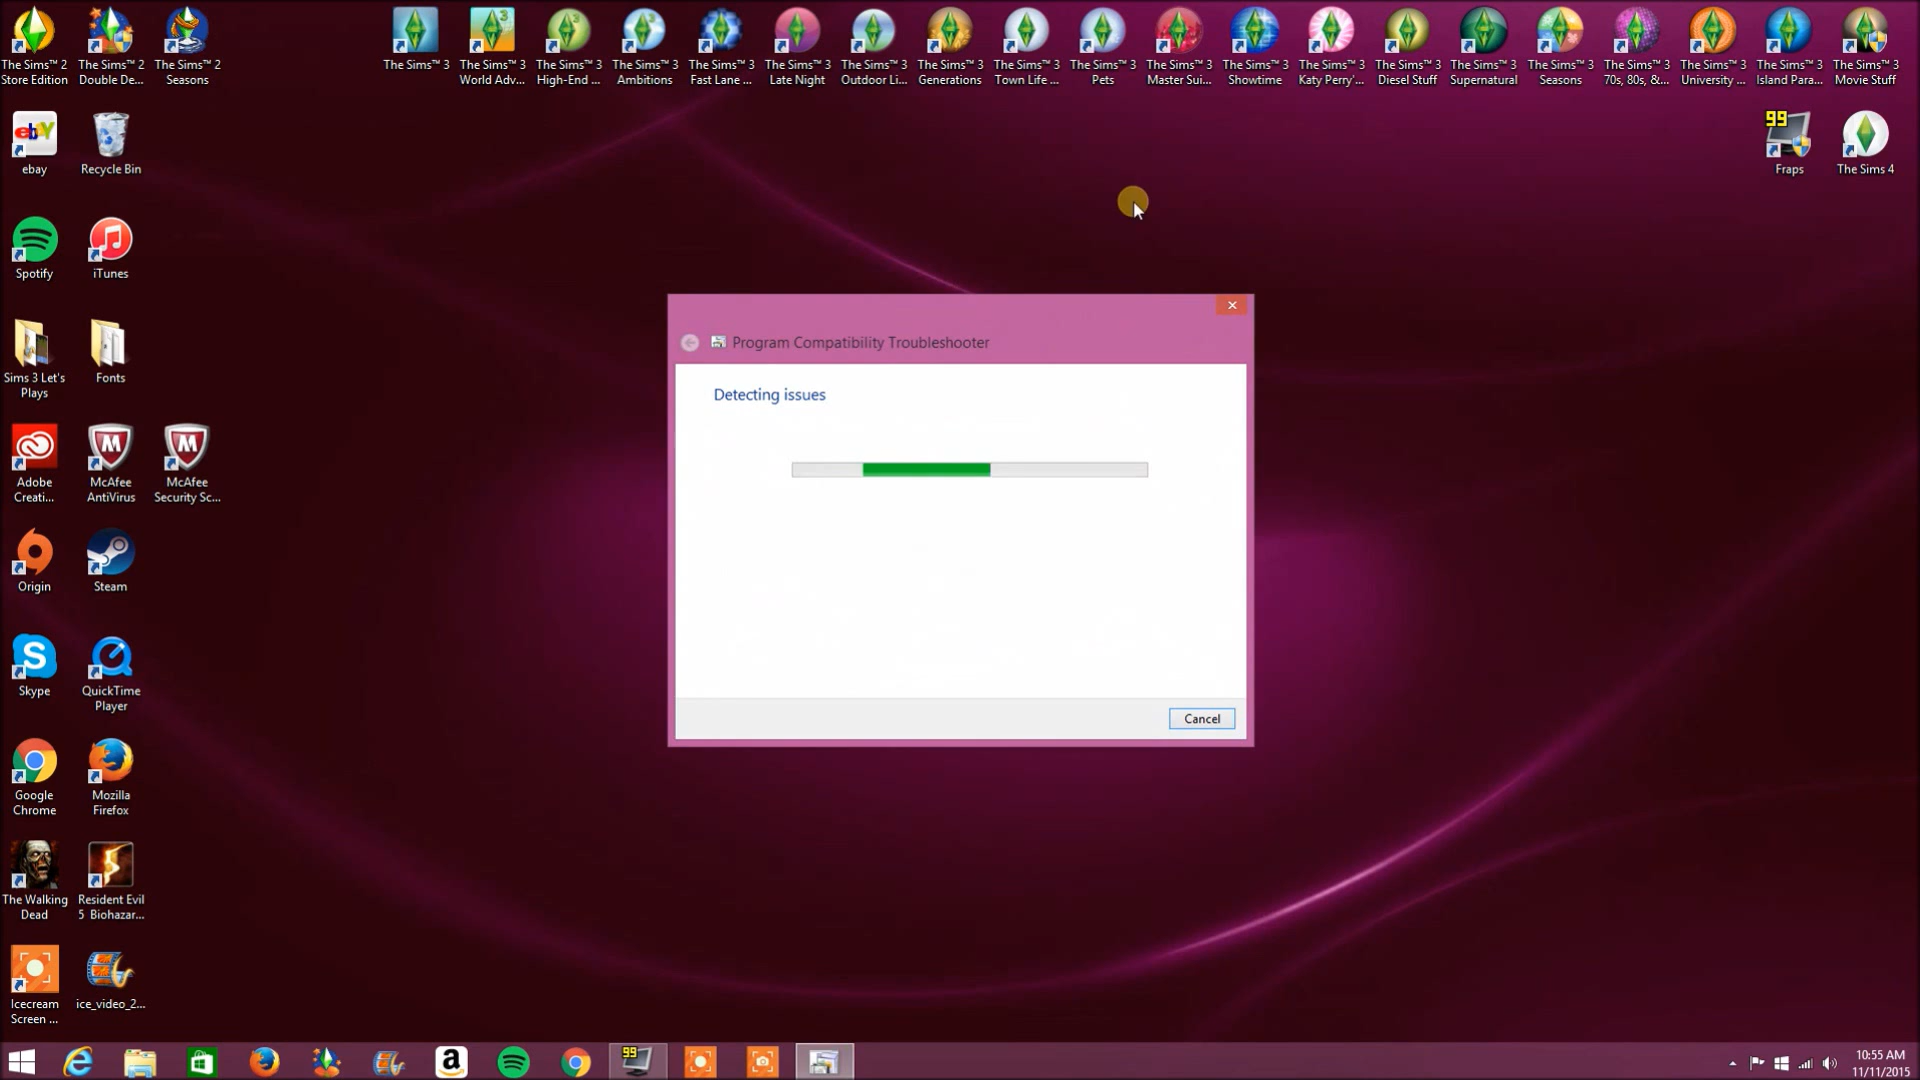 The Sims™ 2
Store Edition
The Sims™ 2
Double De...
The Sims™ 2
Seasons
The Sims™ 3
The Sims™ 3
World Adv...
The Sims™ 3
High-End ...
The Sims™ 3
Ambitions
The Sims™ 3
Fast Lane ...
The Sims™ 3
Late Night
The Sims™ 3
Outdoor Li...
The Sims™ 3
Generations
The Sims™ 3
Town Life ...
The Sims™ 3
Pets
The Sims™ 3
Master Sui...
The Sims™ 3
Showtime
The Sims™ 3
Katy Perry'...
The Sims™ 3
Diesel Stuff
The Sims™ 3
Supernatural
The Sims™ 3
Seasons
The Sims™ 3
70s, 80s, &...
The Sims™ 3
University ...
The Sims™ 3
Island Para...
The Sims™ 3
Movie Stuff
ebay
ebay
Recycle Bin
99
Fraps
The Sims 4
Spotify
iTunes
Sims 3 Let's
Plays
Fonts
Adobe
Creati...
McAfee
AntiVirus
McAfee
Security Sc...
Origin
Steam
Skype
QuickTime
Player
Google
Chrome
Mozilla
Firefox
The Walking
Dead
Resident Evil
5 Biohazar...
Icecream
Screen ...
ice_video_2...
Program Compatibility Troubleshooter
Detecting issues
Cancel
99
10:55 AM
11/11/2015